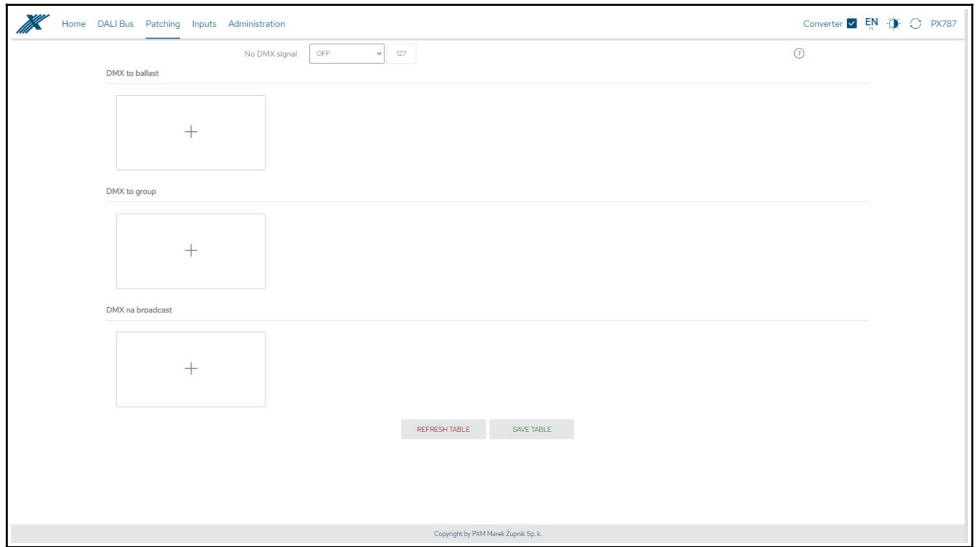 Home DALI Bus Patching Inputs Administration Converter EN PX787
No DMX signal OFF 127 ?
DMX to ballast
+
DMX to group
+
DMX na broadcast
+
REFRESH TABLE SAVE TABLE
Copyright by PXM Marek Żupnik Sp. k.